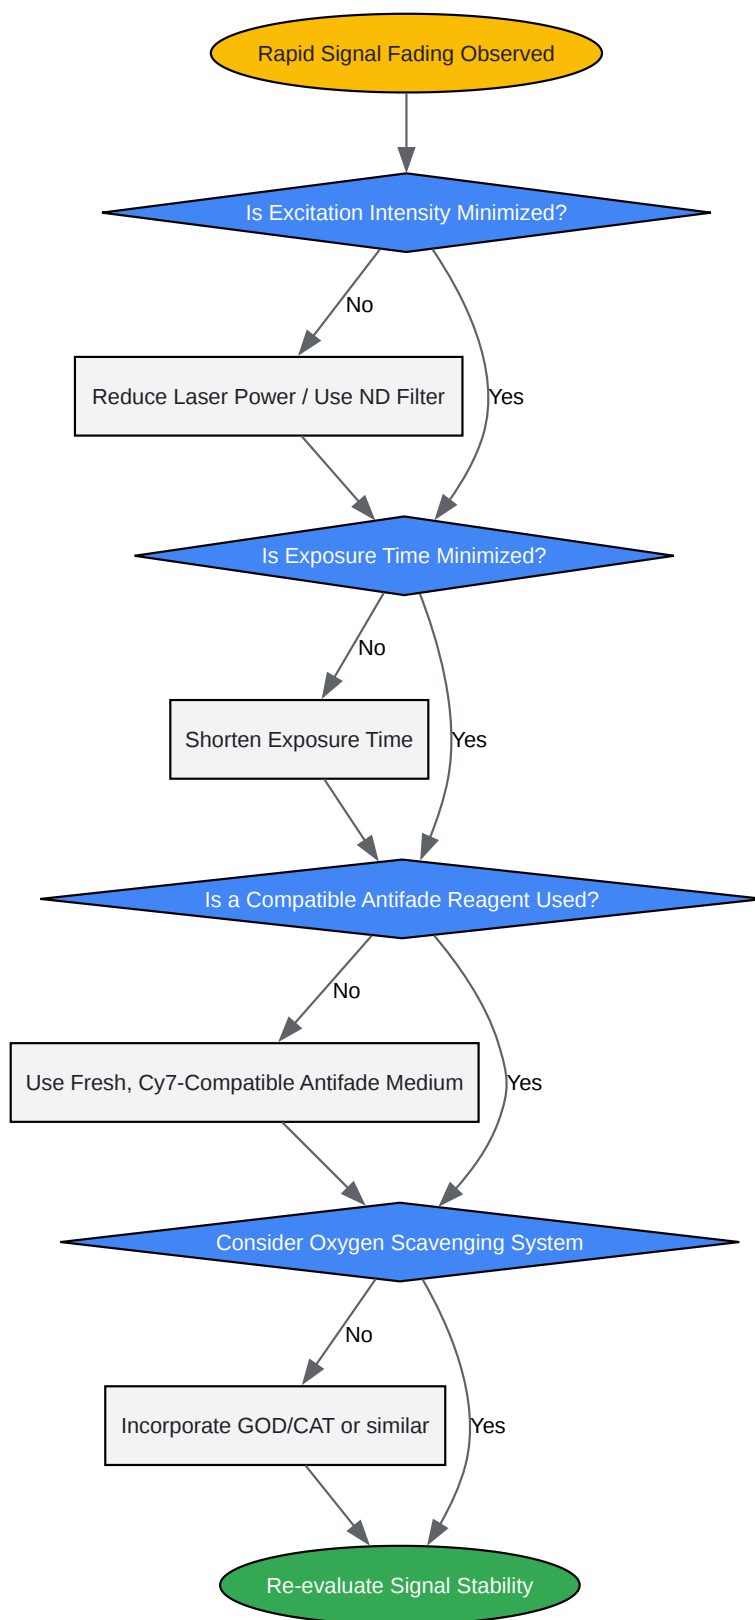 Rapid Signal Fading Observed
Is Excitation Intensity Minimized?
No
Reduce Laser Power / Use ND Filter
Yes
Is Exposure Time Minimized?
No
Shorten Exposure Time
Yes
Is a Compatible Antifade Reagent Used?
No
Use Fresh, Cy7-Compatible Antifade Medium
Yes
Consider Oxygen Scavenging System
No
Incorporate GOD/CAT or similar
Yes
Re-evaluate Signal Stability